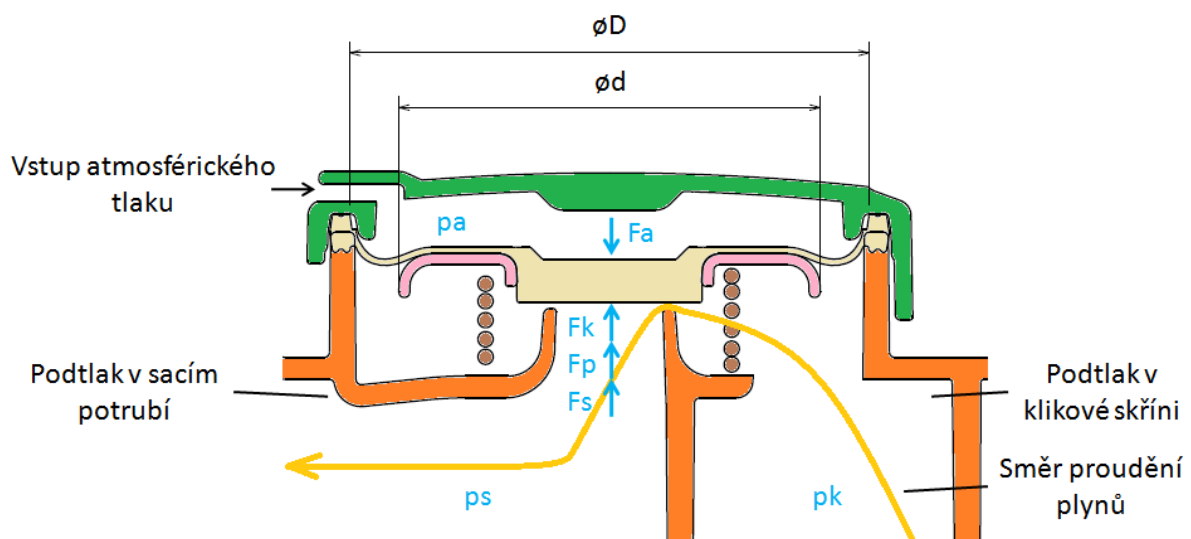 øD
ød
Vstup atmosférického
tlaku
pa
Fa
Fk
Fp
Fs
Podtlak v sacím
potrubí
Podtlak v
klikové skříni
Směr proudění
plynů
ps
pk